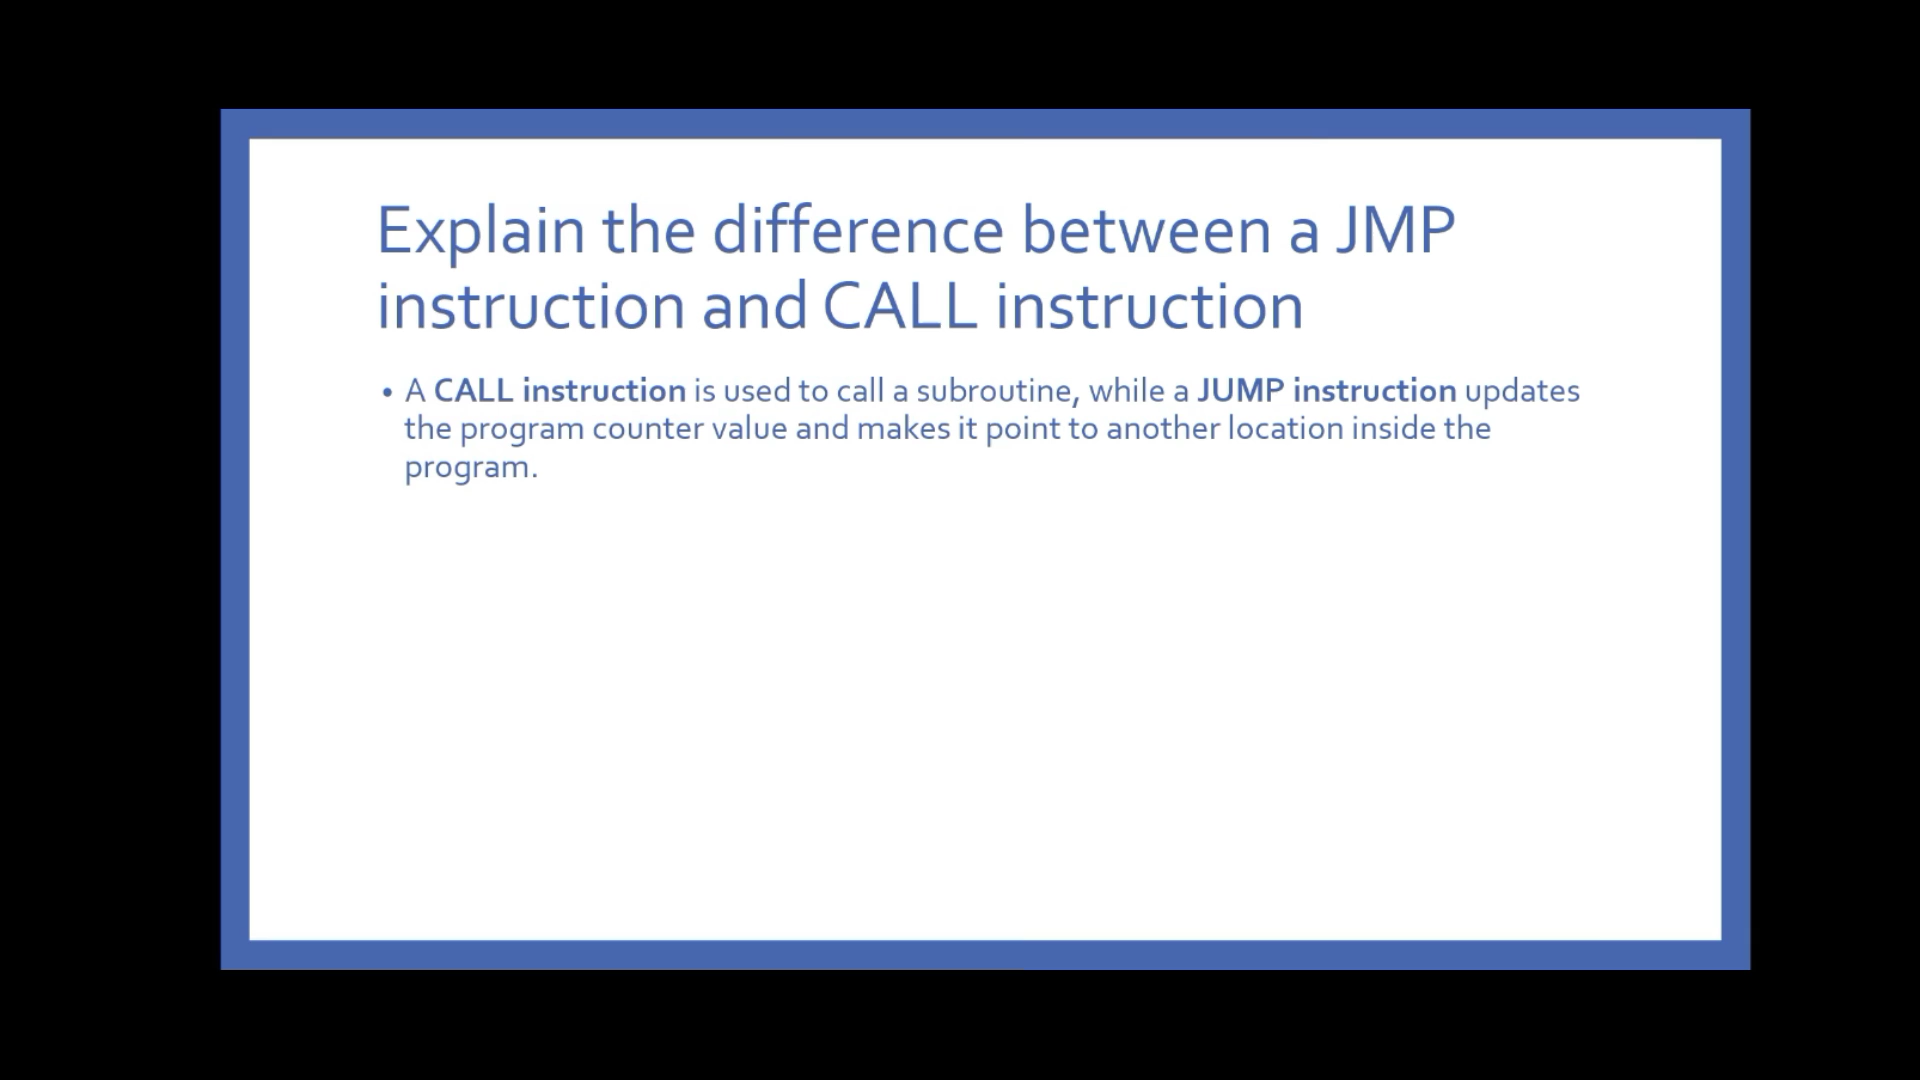 Explain the difference between a JMP
instruction and CALL instruction
• A CALL instruction is used to call a subroutine, while a JUMP instruction updates
the program counter value and makes it point to another location inside the
program.